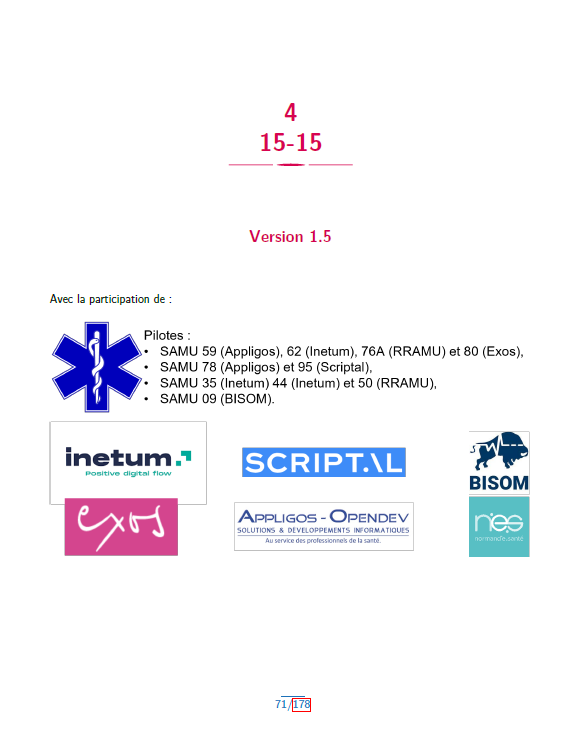 4
15-15
Version 1.5
Avec la participation de :
Pilotes :
• SAMU 59 (Appligos), 62 (Inetum), 76A (RRAMU) et 80 (Exos),
• SAMU 78 (Appligos) et 95 (Scriptal),
• SAMU 35 (Inetum) 44 (Inetum) et 50 (RRAMU),
• SAMU 09 (BISOM).
inetum.
Positive digital flow
SCRIPT.\L
BISOM
exos
APPLIGOS - OPENDEV
SOLUTIONS & DEVELOPPEMENTS INFORMATIQUES
Au service des professionnels de la santé.
nes
normand'e.santé
71/178